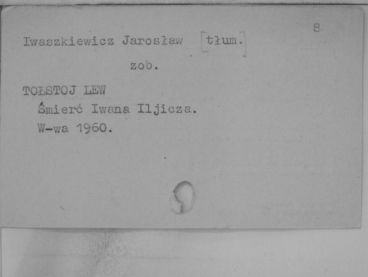 8
Iwaszkiewicz Jarosław [tłum.]
zob.
TOŁSTOJ LEW
Śmierć Iwana Iljicza.
W-wa 1960.